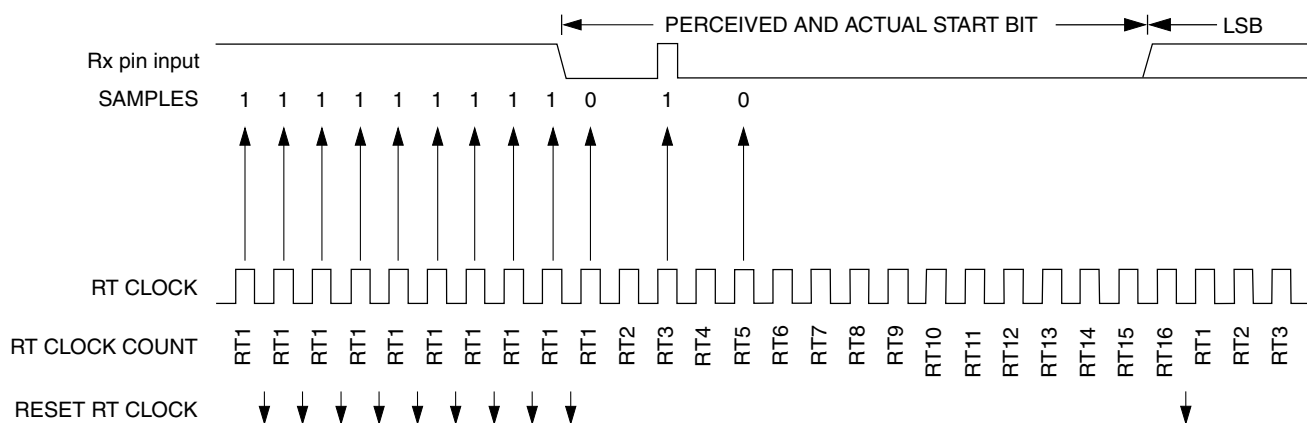 PERCEIVED AND ACTUAL START BIT LSB
Rx pin input
SAMPLES 1 1 1 1 1 1 1 1 1 0 1 0
RT CLOCK
RT CLOCK COUNT RT1 RT1 RT1 RT1 RT1 RT1 RT1 RT1 RT1 RT1 RT2 RT3 RT4 RT5 RT6 RT7 RT8 RT9 RT10 RT11 RT12 RT13 RT14 RT15 RT16 RT1 RT2 RT3
RESET RT CLOCK